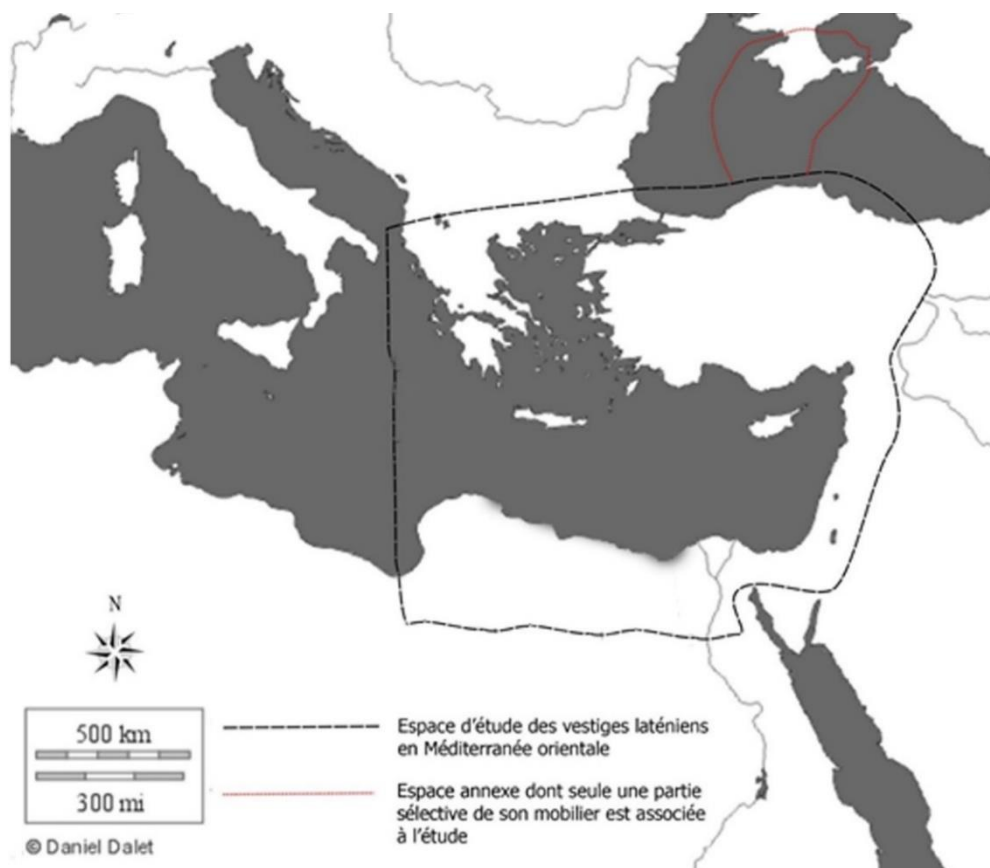 N
500 km
300 mi
© Daniel Dalet
Espace d'étude des vestiges laténiens
en Méditerranée orientale
Espace annexe dont seule une partie
sélective de son mobilier est associée
à l'étude